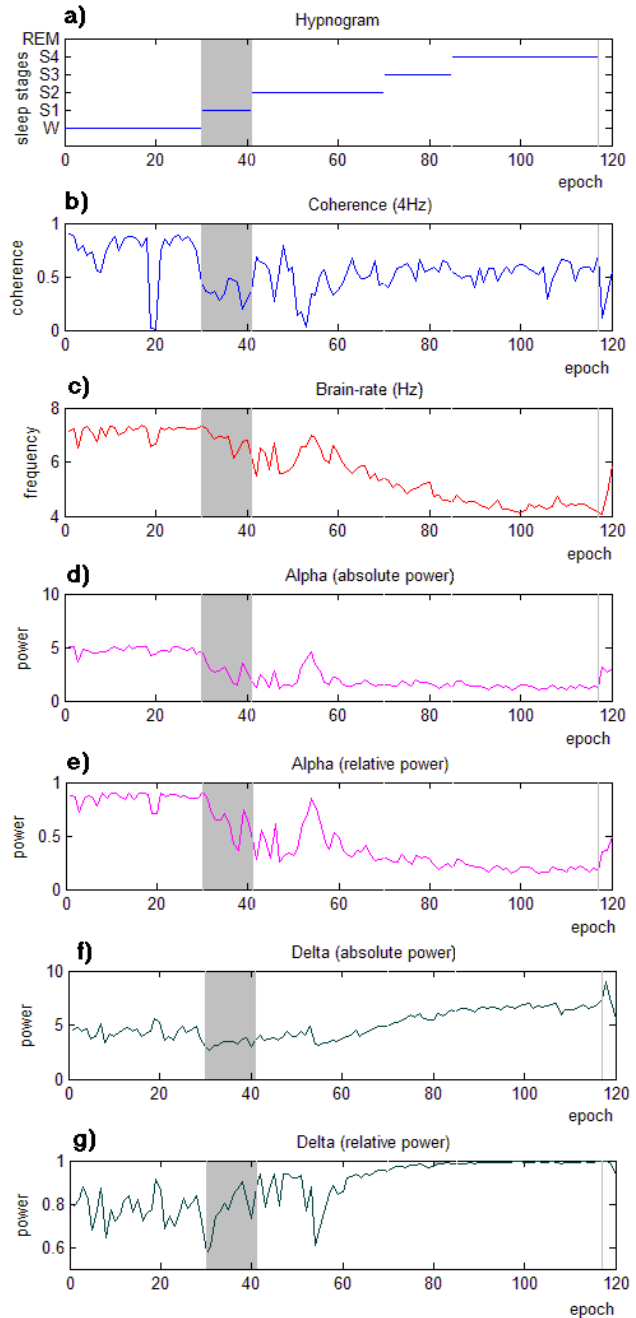 a)
Hypnogram
sleep stages
REM
S4
S3
S2
S1
W
0 20 40 60 80 100 120
epoch
b)
Coherence (4Hz)
coherence
1
0.5
0
0 20 40 60 80 100 120
epoch
c)
Brain-rate (Hz)
frequency
8
6
4
0 20 40 60 80 100 120
epoch
d)
Alpha (absolute power)
power
10
5
0
0 20 40 60 80 100 120
epoch
e)
Alpha (relative power)
power
1
0.5
0
0 20 40 60 80 100 120
epoch
f)
Delta (absolute power)
power
10
5
0
0 20 40 60 80 100 120
epoch
g)
Delta (relative power)
power
1
0.8
0.6
0 20 40 60 80 100 120
epoch